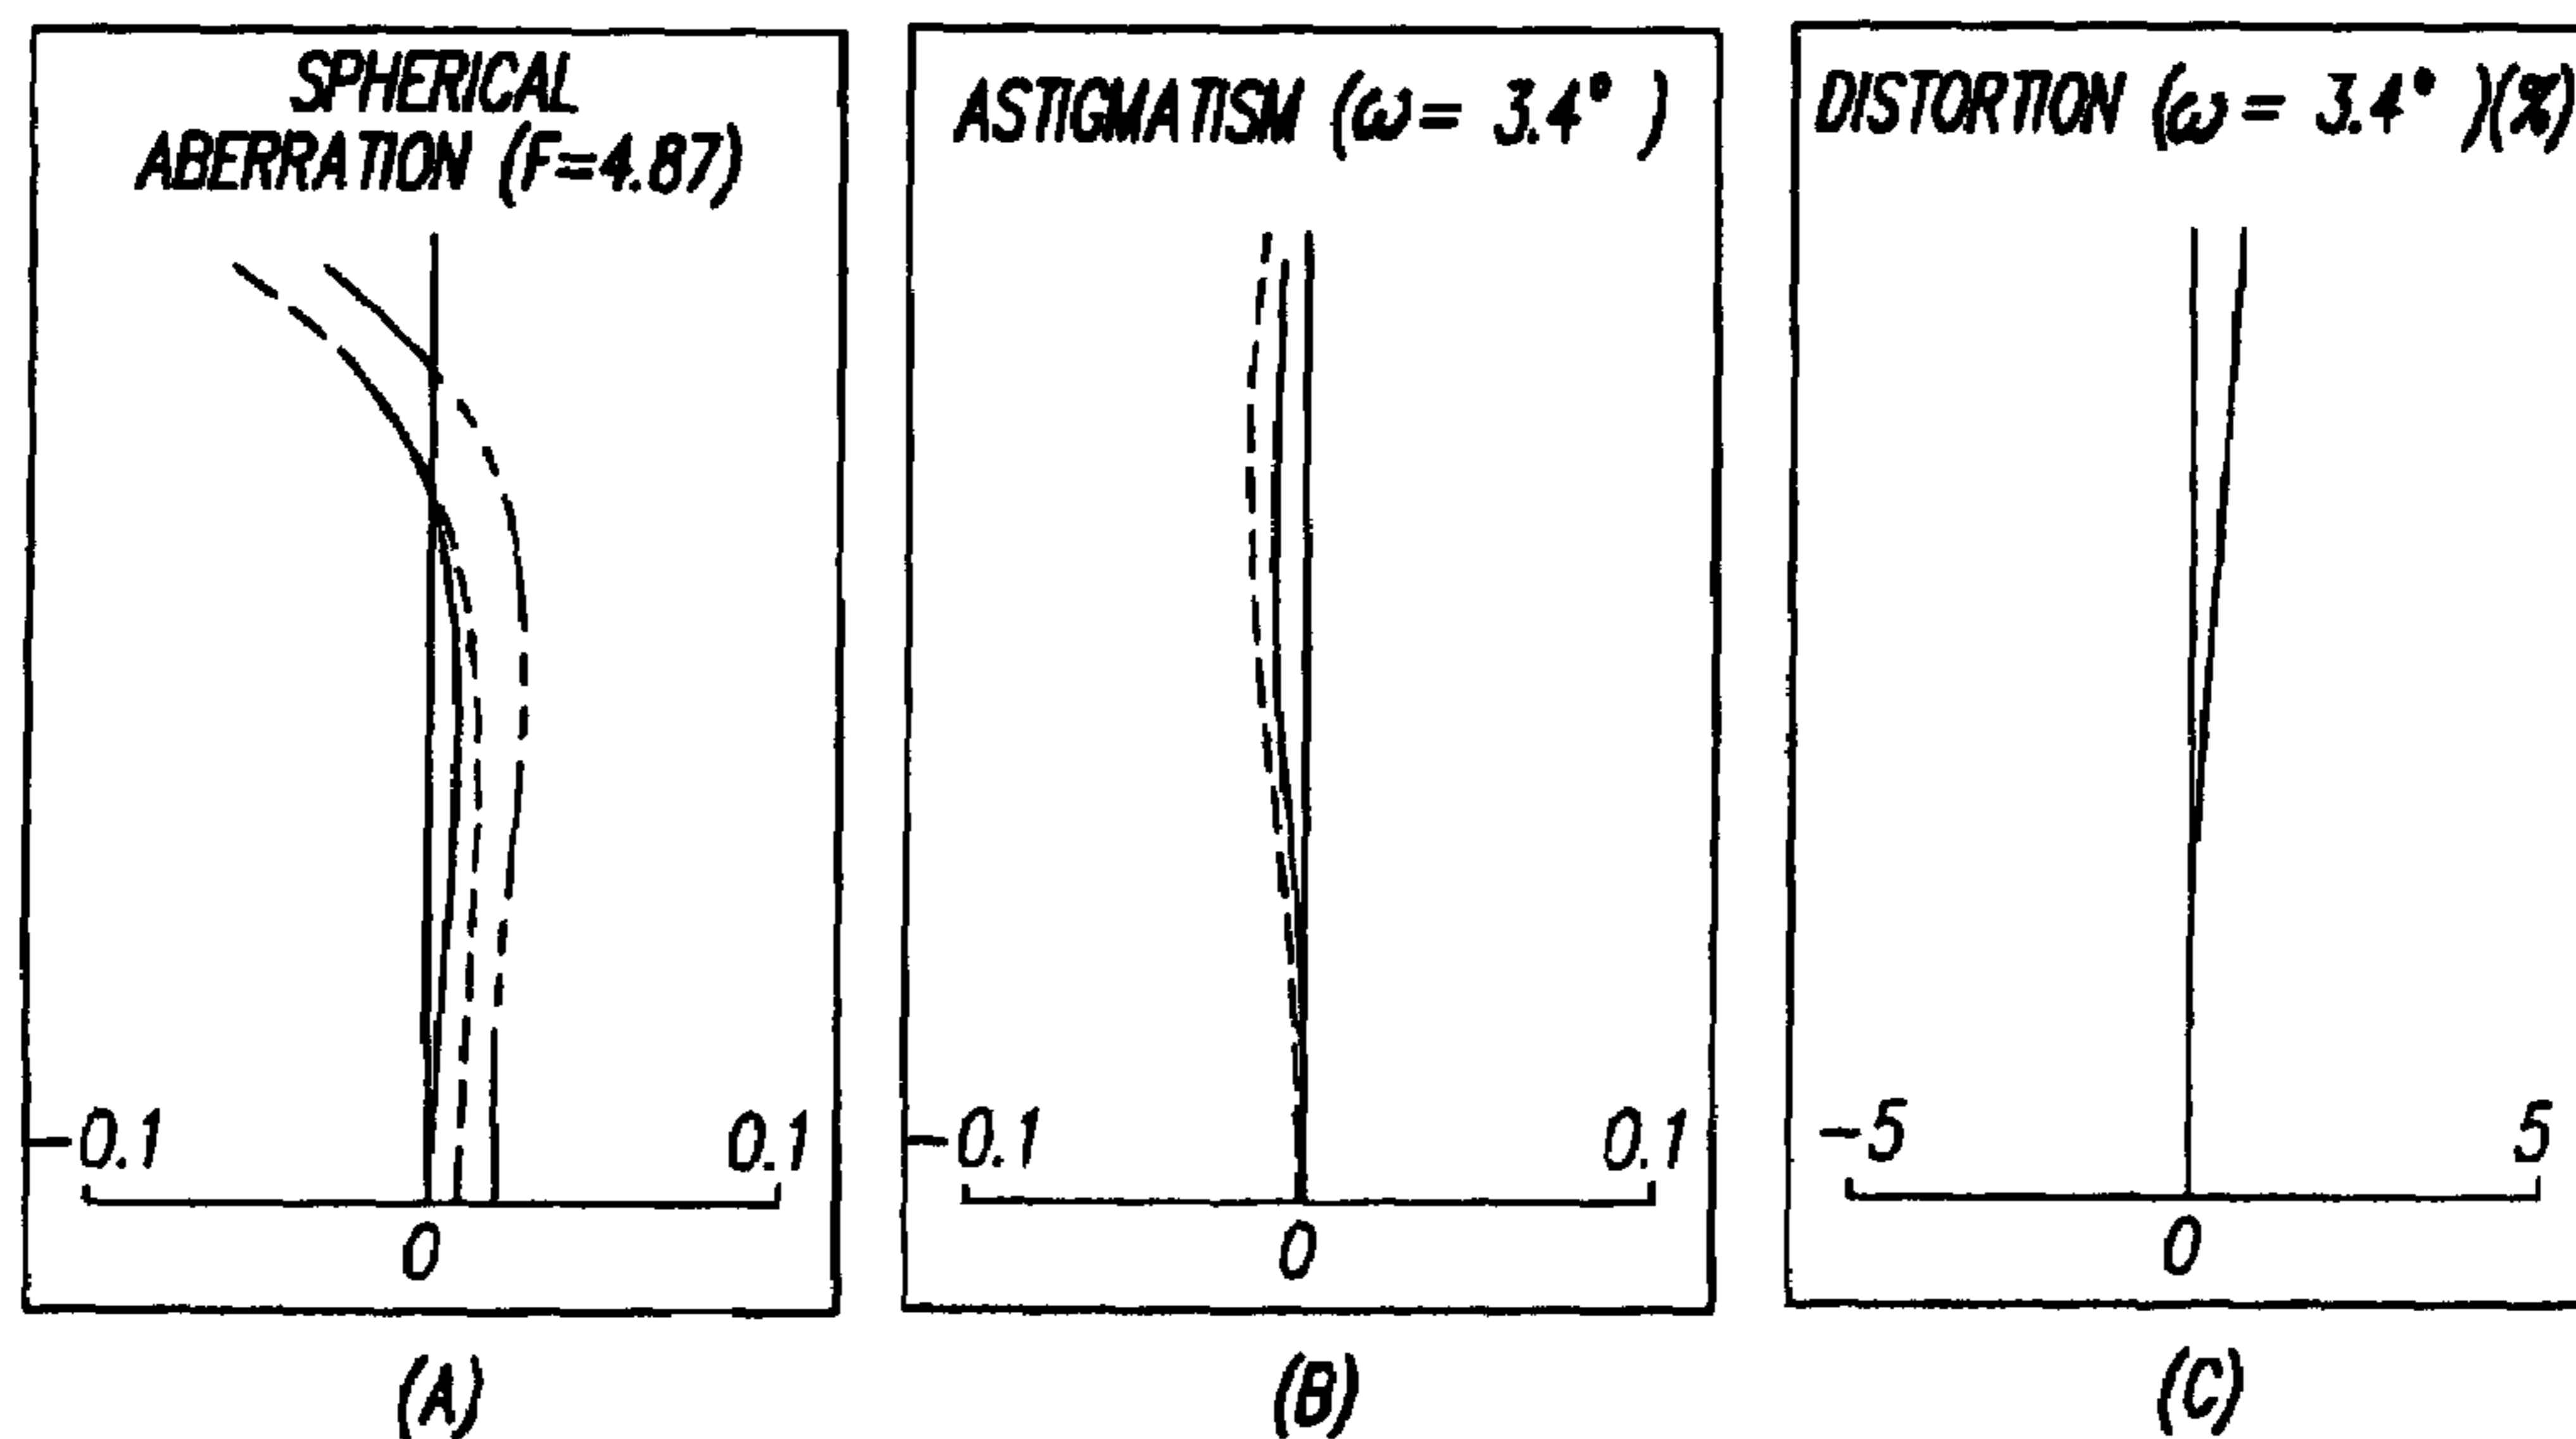 SPHERICAL
ABERRATION (F=4.87)
-0.1
0.1
0
(A)
ASTIGMATISM (ω= 3.4° )
-0.1
0.1
0
(B)
DISTORTION (ω= 3.4° )(%)
-5
5
0
(C)